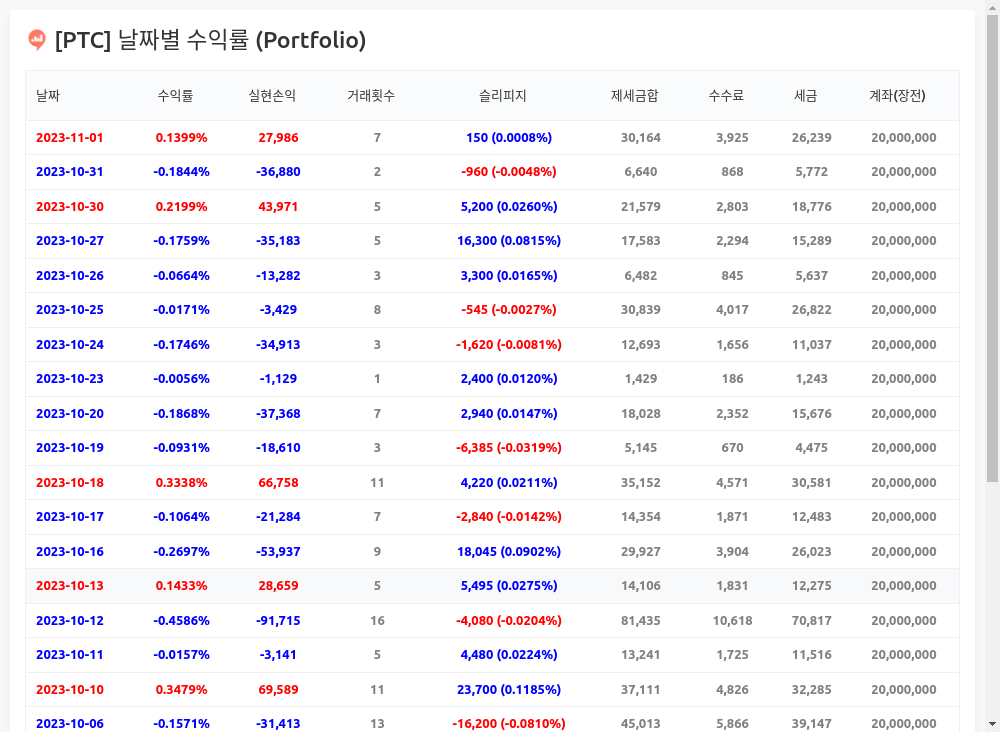 [PTC] 날짜별 수익률 (Portfolio)
날짜 수익률 실현손익 거래횟수 슬리피지 제세금합 수수료 세금 계좌(장전)
2023-11-01 0.1399% 27,986 7 150 (0.0008%) 30,164 3,925 26,239 20,000,000
2023-10-31 -0.1844% -36,880 2 -960 (-0.0048%) 6,640 868 5,772 20,000,000
2023-10-30 0.2199% 43,971 5 5,200 (0.0260%) 21,579 2,803 18,776 20,000,000
2023-10-27 -0.1759% -35,183 5 16,300 (0.0815%) 17,583 2,294 15,289 20,000,000
2023-10-26 -0.0664% -13,282 3 3,300 (0.0165%) 6,482 845 5,637 20,000,000
2023-10-25 -0.0171% -3,429 8 -545 (-0.0027%) 30,839 4,017 26,822 20,000,000
2023-10-24 -0.1746% -34,913 3 -1,620 (-0.0081%) 12,693 1,656 11,037 20,000,000
2023-10-23 -0.0056% -1,129 1 2,400 (0.0120%) 1,429 186 1,243 20,000,000
2023-10-20 -0.1868% -37,368 7 2,940 (0.0147%) 18,028 2,352 15,676 20,000,000
2023-10-19 -0.0931% -18,610 3 -6,385 (-0.0319%) 5,145 670 4,475 20,000,000
2023-10-18 0.3338% 66,758 11 4,220 (0.0211%) 35,152 4,571 30,581 20,000,000
2023-10-17 -0.1064% -21,284 7 -2,840 (-0.0142%) 14,354 1,871 12,483 20,000,000
2023-10-16 -0.2697% -53,937 9 18,045 (0.0902%) 29,927 3,904 26,023 20,000,000
2023-10-13 0.1433% 28,659 5 5,495 (0.0275%) 14,106 1,831 12,275 20,000,000
2023-10-12 -0.4586% -91,715 16 -4,080 (-0.0204%) 81,435 10,618 70,817 20,000,000
2023-10-11 -0.0157% -3,141 5 4,480 (0.0224%) 13,241 1,725 11,516 20,000,000
2023-10-10 0.3479% 69,589 11 23,700 (0.1185%) 37,111 4,826 32,285 20,000,000
2023-10-06 -0.1571% -31,413 13 -16,200 (-0.0810%) 45,013 5,866 39,147 20,000,000